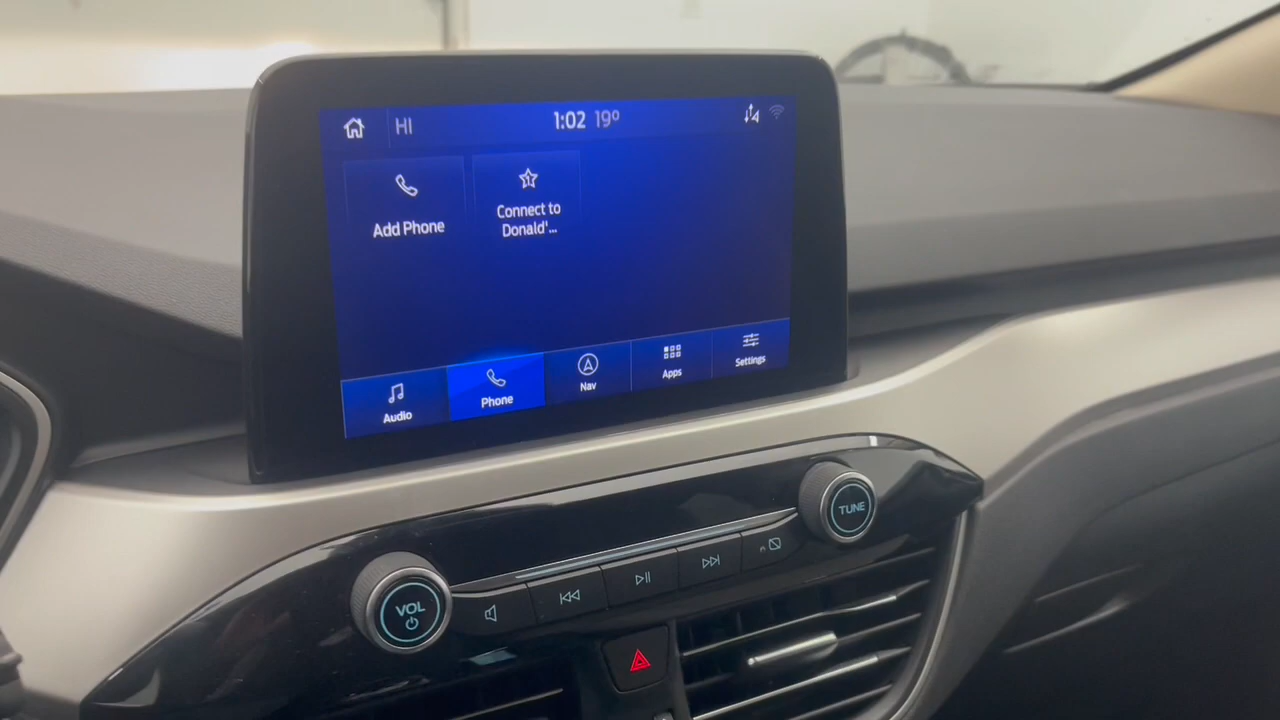 HI
1:02 19°
Add Phone
Connect to
Donald'...
Audio
Phone
Nav
Apps
Settings
VOL
TUNE